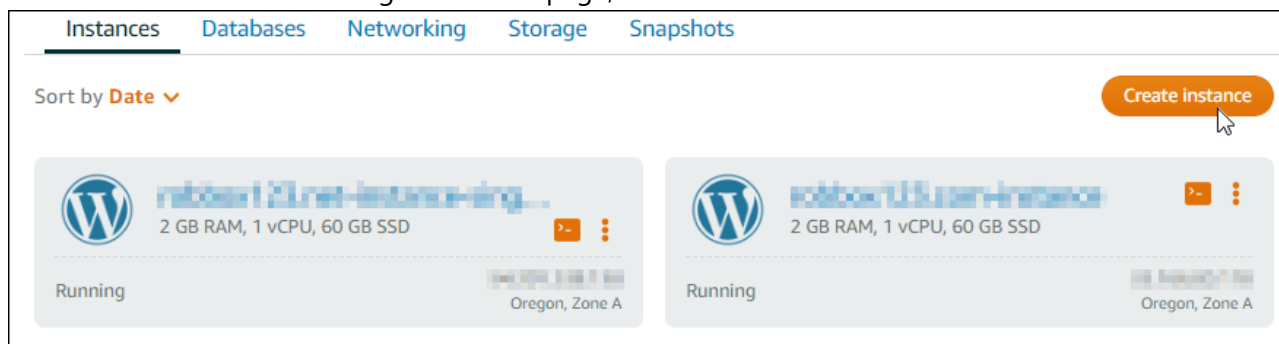 Instances Databases Networking Storage Snapshots
Sort by Date
Create instance
2 GB RAM, 1 vCPU, 60 GB SSD
Running
Oregon, Zone A
2 GB RAM, 1 vCPU, 60 GB SSD
Running
Oregon, Zone A